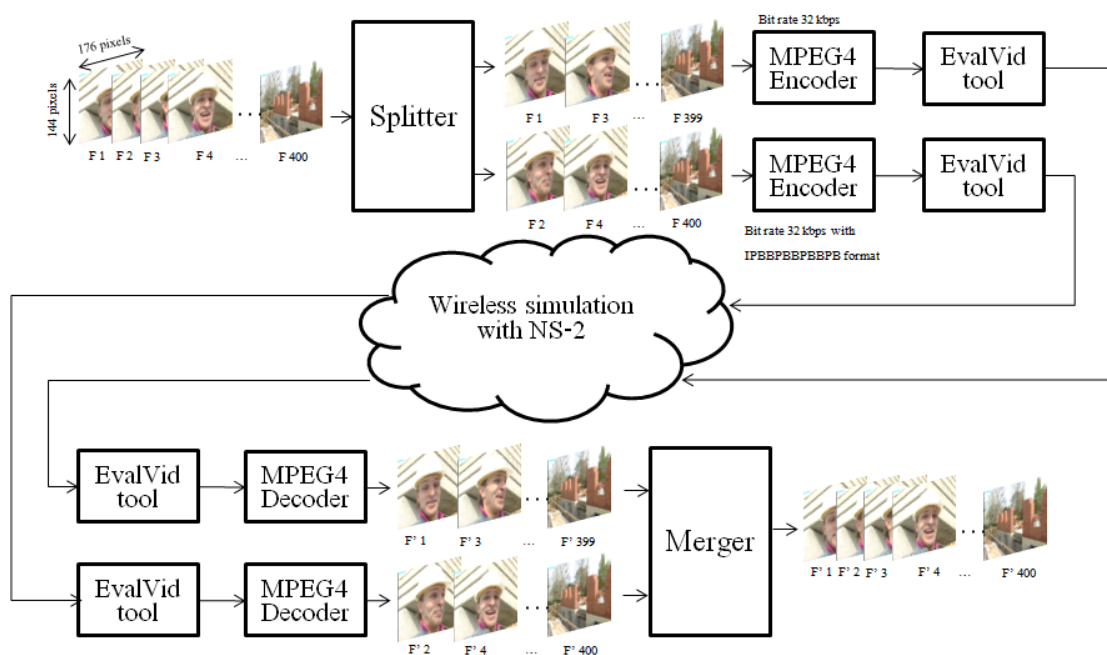 176 pixels
144 pixels
F 1 F 2 F 3 F 4 ... F 400
...
Splitter
...
F 1 F 3 ... F 399
Bit rate 32 kbps
MPEG4
Encoder
EvalVid
tool
...
F 2 F 4 ... F 400
MPEG4
Encoder
Bit rate 32 kbps with
IPBBPBBPBBPB format
EvalVid
tool
Wireless simulation
with NS-2
EvalVid
tool
MPEG4
Decoder
...
F' 1 F' 3 ... F' 399
EvalVid
tool
MPEG4
Decoder
...
F' 2 F' 4 ... F' 400
Merger
...
F' 1 F' 2 F' 3 F' 4 ... F' 400